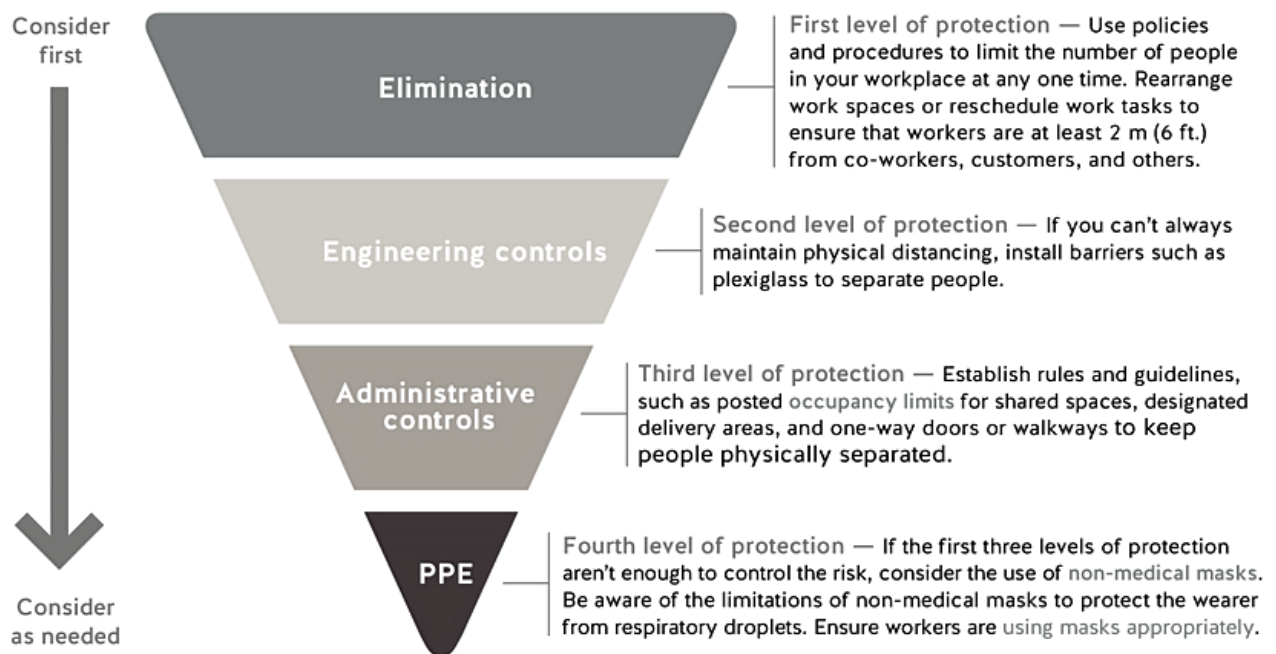 Consider
first
Elimination
First level of protection — Use policies
and procedures to limit the number of people
in your workplace at any one time. Rearrange
work spaces or reschedule work tasks to
ensure that workers are at least 2 m (6 ft.)
from co-workers, customers, and others.
Engineering controls
Second level of protection — If you can't always
maintain physical distancing, install barriers such as
plexiglass to separate people.
Administrative
controls
Third level of protection — Establish rules and guidelines,
such as posted occupancy limits for shared spaces, designated
delivery areas, and one-way doors or walkways to keep
people physically separated.
PPE
Fourth level of protection — If the first three levels of protection
aren't enough to control the risk, consider the use of non-medical masks.
Be aware of the limitations of non-medical masks to protect the wearer
from respiratory droplets. Ensure workers are using masks appropriately.
Consider
as needed